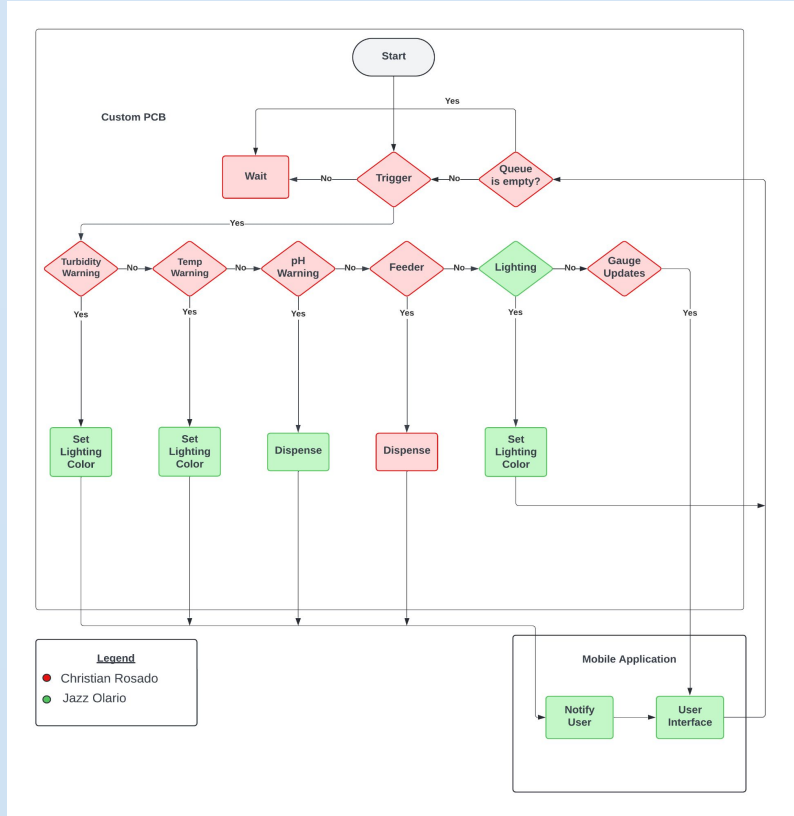 Start
Yes
Custom PCB
Wait
No
Trigger
No
Queue
is empty?
Yes
Turbidity
Warning
No
Temp
Warning
No
pH
Warning
No
Feeder
No
Lighting
No
Gauge
Updates
Yes
Yes
Yes
Yes
Yes
Yes
Set
Lighting
Color
Set
Lighting
Color
Dispense
Dispense
Set
Lighting
Color
Legend
Christian Rosado
Jazz Olario
Mobile Application
Notify
User
User
Interface